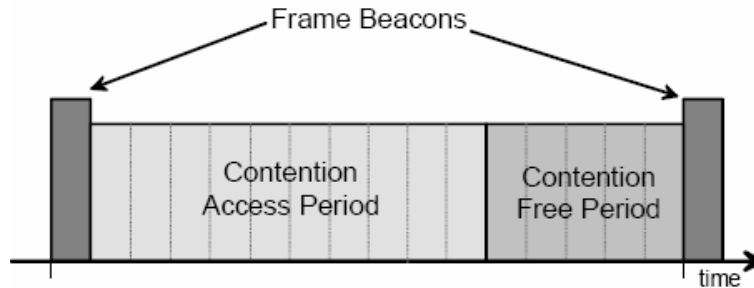 Frame Beacons
Contention
Access Period
Contention
Free Period
time